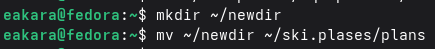 eakara@fedora:~$ mkdir ~/newdir
eakara@fedora:~$ mv ~/newdir ~/ski.plases/plans